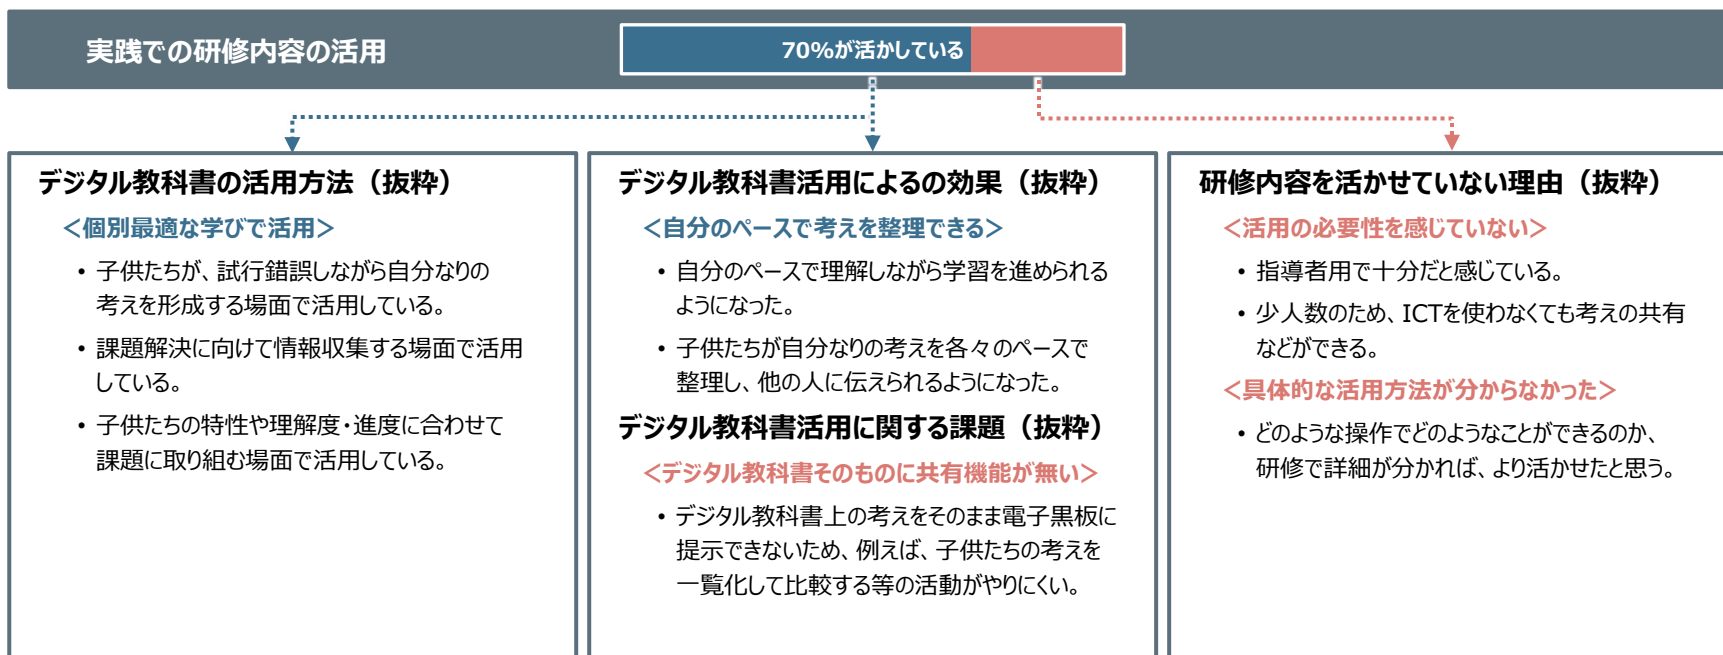 実践での研修内容の活用
70%が活かしている
デジタル教科書の活用方法（抜粋）
＜個別最適な学びで活用＞
• 子供たちが、試行錯誤しながら自分なりの
考えを形成する場面で活用している。
• 課題解決に向けて情報収集する場面で活用
している。
• 子供たちの特性や理解度・進度に合わせて
課題に取り組む場面で活用している。
デジタル教科書活用によるの効果（抜粋）
＜自分のペースで考えを整理できる＞
• 自分のペースで理解しながら学習を進められる
ようになった。
• 子供たちが自分なりの考えを各々のペースで
整理し、他の人に伝えられるようになった。
デジタル教科書活用に関する課題（抜粋）
＜デジタル教科書そのものに共有機能が無い＞
• デジタル教科書上の考えをそのまま電子黒板に
提示できないため、例えば、子供たちの考えを
一覧化して比較する等の活動がやりにくい。
研修内容を活かせていない理由（抜粋）
＜活用の必要性を感じていない＞
• 指導者用で十分だと感じている。
• 少人数のため、ICTを使わなくても考えの共有
などができる。
＜具体的な活用方法が分からなかった＞
• どのような操作でどのようなことができるのか、
研修で詳細が分かれば、より活かせたと思う。